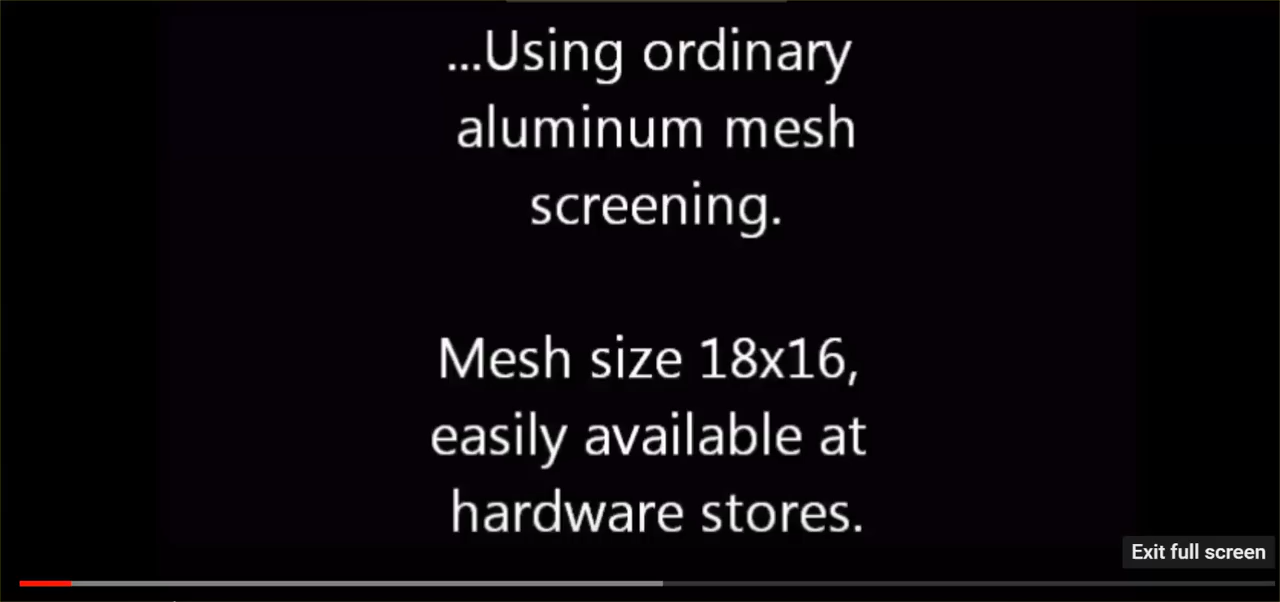 ...Using ordinary
aluminum mesh
screening.
Mesh size 18x16,
easily available at
hardware stores.
Exit full screen